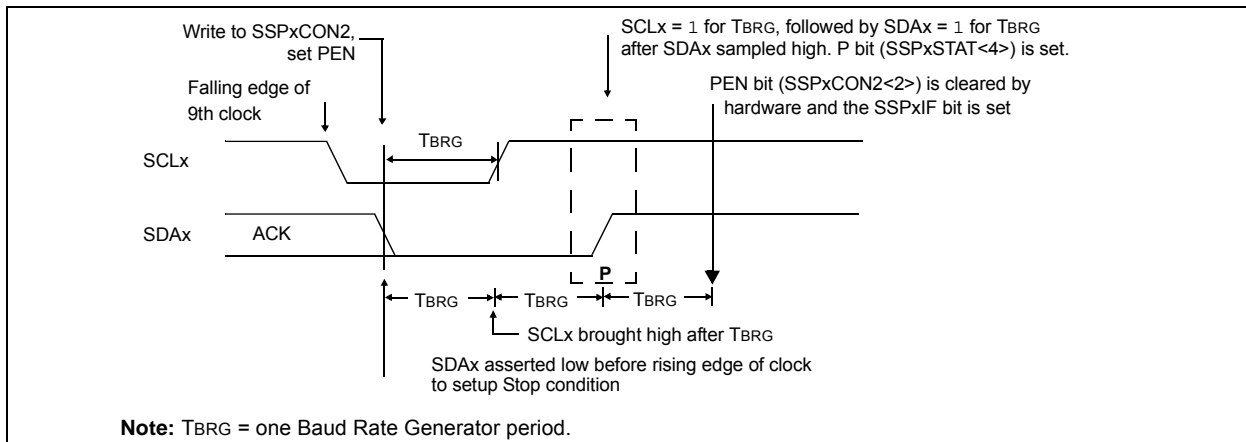 Write to SSPxCON2,
set PEN
SCLx = 1 for TBRG, followed by SDAx = 1 for TBRG
after SDAx sampled high. P bit (SSPxSTAT<4>) is set.
Falling edge of
9th clock
PEN bit (SSPxCON2<2>) is cleared by
hardware and the SSPxIF bit is set
TBRG
SCLx
SDAx
ACK
P
TBRG
TBRG
TBRG
SCLx brought high after TBRG
SDAx asserted low before rising edge of clock
to setup Stop condition
Note: TBRG = one Baud Rate Generator period.